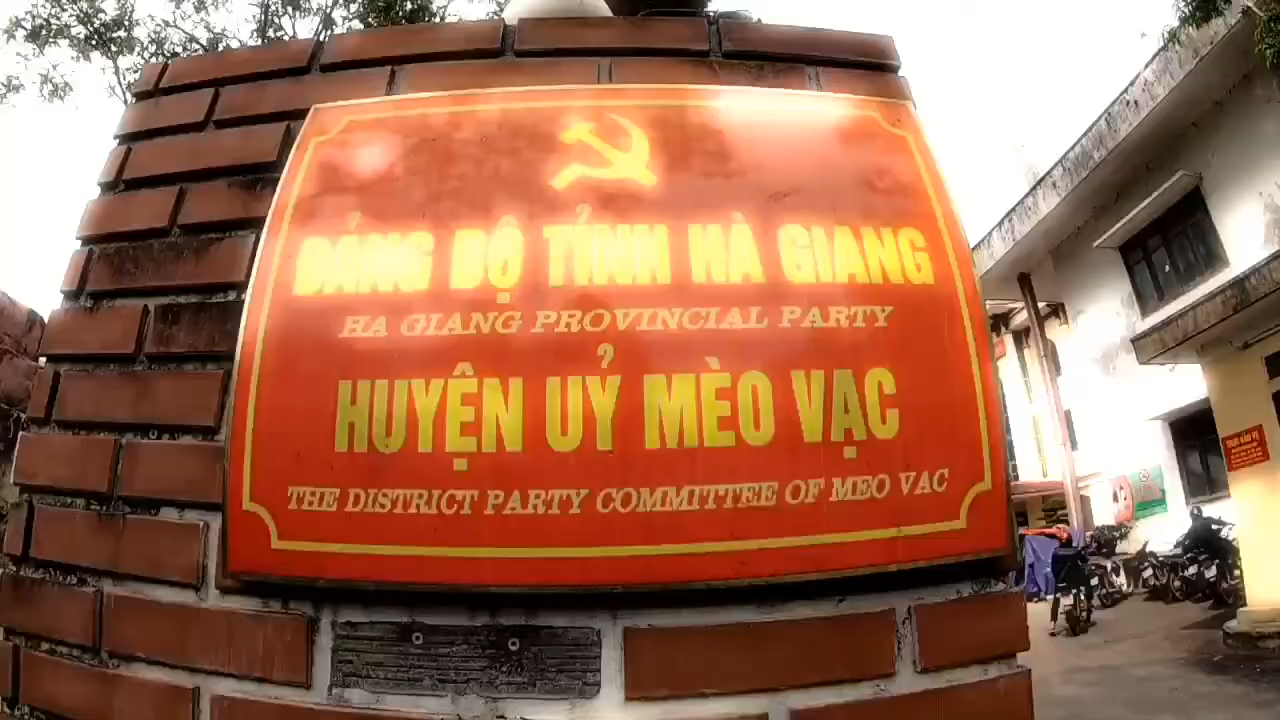 ĐẢNG BỘ TỈNH HÀ GIANG
HA GIANG PROVINCIAL PARTY
HUYỆN UỶ MÈO VẠC
THE DISTRICT PARTY COMMITTEE OF MEO VAC